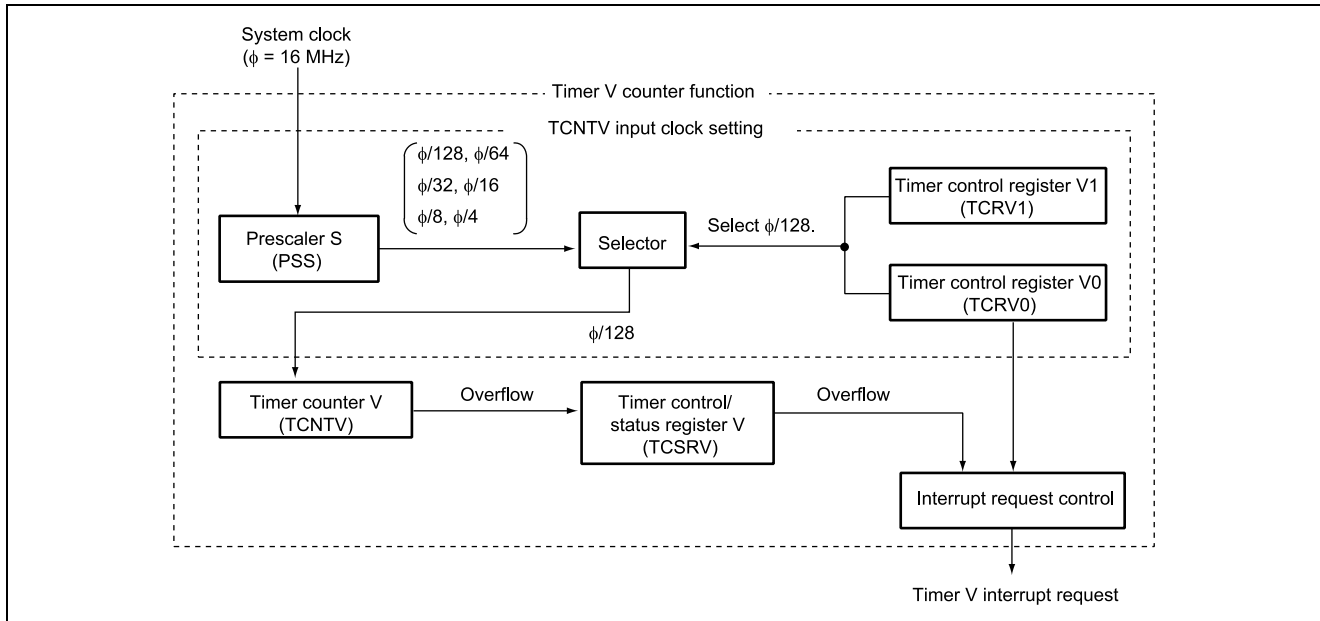 System clock
(ϕ = 16 MHz)
Timer V counter function
TCNTV input clock setting
ϕ/128, ϕ/64
ϕ/32, ϕ/16
ϕ/8, ϕ/4
Prescaler S
(PSS)
Selector
Select ϕ/128.
Timer control register V1
(TCRV1)
Timer control register V0
(TCRV0)
ϕ/128
Timer counter V
(TCNTV)
Overflow
Timer control/
status register V
(TCSRV)
Overflow
Interrupt request control
Timer V interrupt request